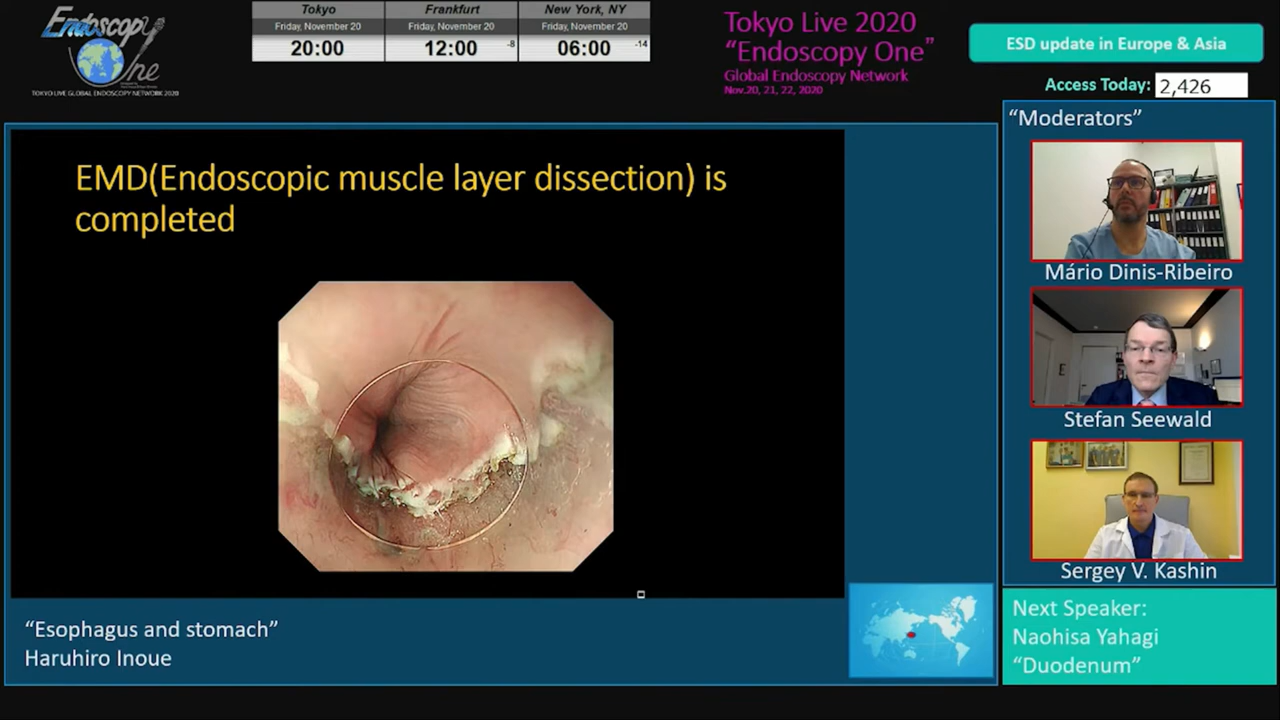 Endoscopy
One
TOKYO LIVE GLOBAL ENDOSCOPY NETWORK 2020
Tokyo
Friday, November 20
20:00
Frankfurt
Friday, November 20
12:00
-8
New York, NY
Friday, November 20
06:00
-14
Tokyo Live 2020
“Endoscopy One”
Global Endoscopy Network
Nov.20, 21, 22, 2020
ESD update in Europe & Asia
Access Today: 2,426
“Moderators”
Mário Dinis-Ribeiro
Stefan Seewald
Sergey V. Kashin
EMD(Endoscopic muscle layer dissection) is
completed
“Esophagus and stomach”
Haruhiro Inoue
Next Speaker:
Naohisa Yahagi
“Duodenum”